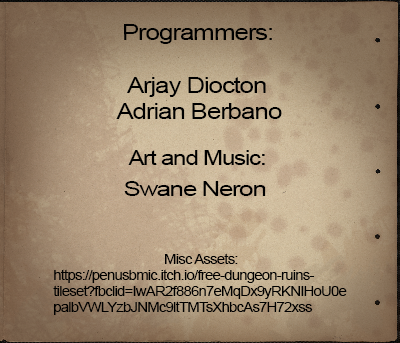 Programmers:
Arjay Diocton
Adrian Berbano
Art and Music:
Swane Neron
Misc Assets:
https://penusbmic.itch.io/free-dungeon-ruins-
tileset?fbclid=IwAR2f886n7eMqDx9yRKNIHoU0e
palbVWLYzbJNMc9ltTMTsXhbcAs7H72xss